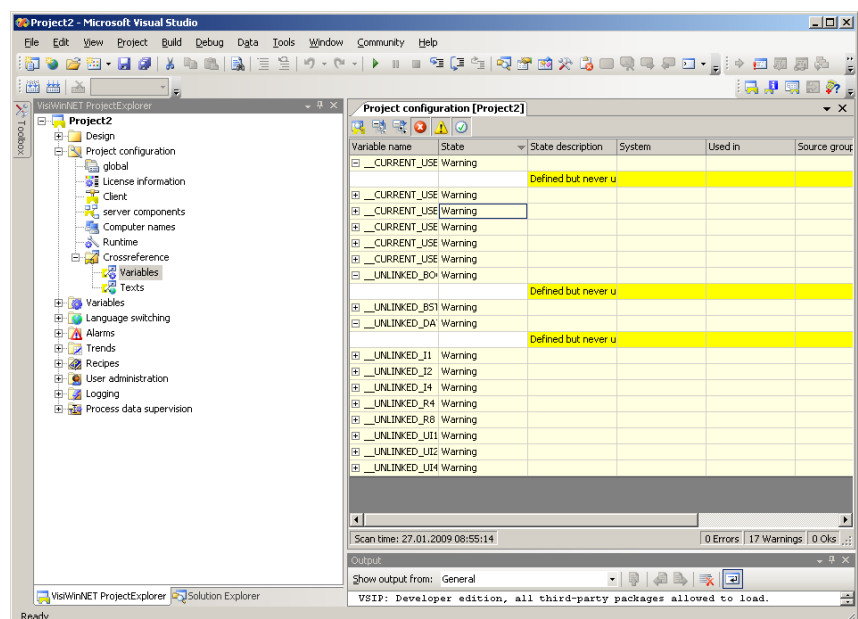 Project2 - Microsoft Visual Studio
File Edit View Project Build Debug Data Tools Window Community Help
VisiWinNET ProjectExplorer
Toolbox
Project2
Design
Project configuration
global
License information
Client
server components
Computer names
Runtime
Crossreference
Variables
Texts
Variables
Language switching
Alarms
Trends
Recipes
User administration
Logging
Process data supervision
VisiWinNET ProjectExplorer Solution Explorer
Project configuration [Project2]
Variable name State State description System Used in Source group
__CURRENT_USE Warning
Defined but never u
__CURRENT_USE Warning
__CURRENT_USE Warning
__CURRENT_USE Warning
__CURRENT_USE Warning
__CURRENT_USE Warning
__UNLINKED_BO Warning
Defined but never u
__UNLINKED_BST Warning
__UNLINKED_DA Warning
Defined but never u
__UNLINKED_I1 Warning
__UNLINKED_I2 Warning
__UNLINKED_I4 Warning
__UNLINKED_R4 Warning
__UNLINKED_R8 Warning
__UNLINKED_UI1 Warning
__UNLINKED_UI2 Warning
__UNLINKED_UI4 Warning
Scan time: 27.01.2009 08:55:14 0 Errors 17 Warnings 0 Oks
Output
Show output from: General
VSIP: Developer edition, all third-party packages allowed to load.
Ready